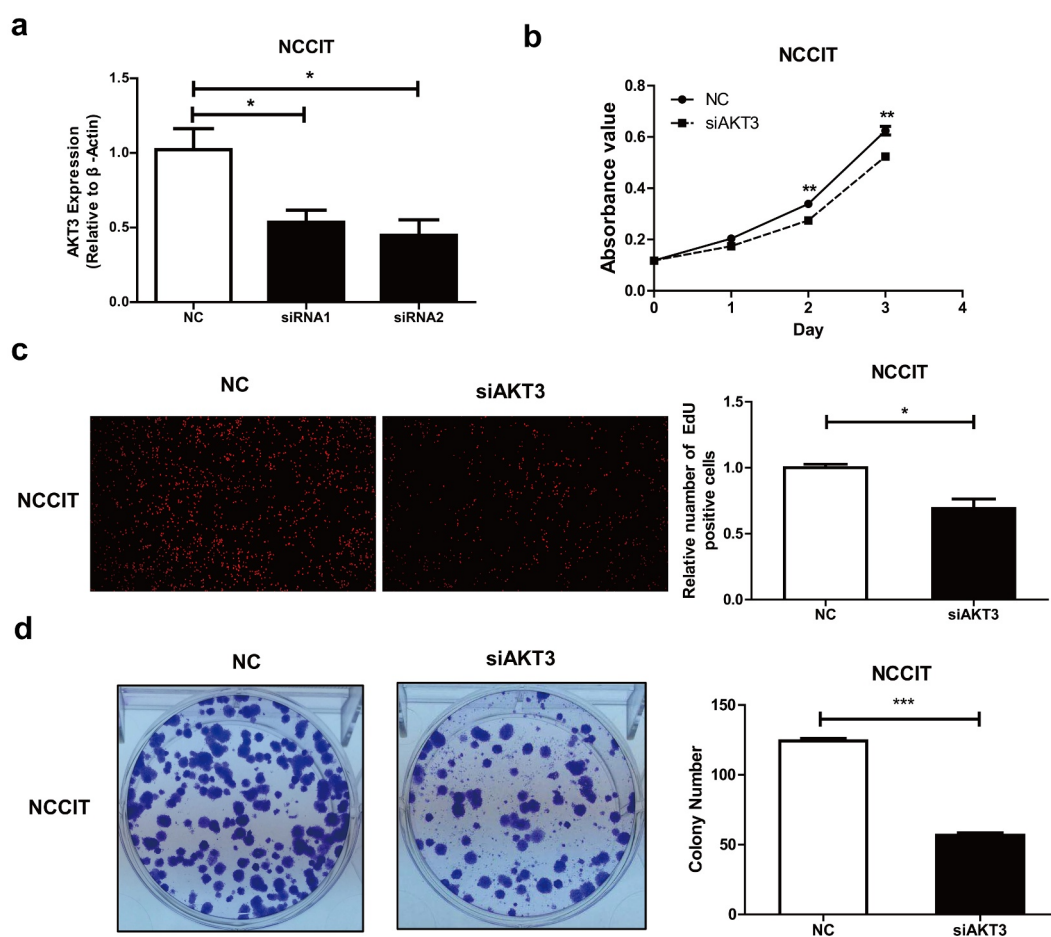 a
NCCIT
AKT3 Expression
(Relative to β -Actin)
1.5
1.0
0.5
0.0
*
*
NC
siRNA1
siRNA2
b
NCCIT
Absorbance value
0.8
0.6
0.4
0.2
0.0
NC
siAKT3
**
**
0
1
2
3
4
Day
c
NC
siAKT3
NCCIT
NCCIT
Relative nuamber of EdU
positive cells
1.5
1.0
0.5
0.0
*
NC
siAKT3
d
NC
siAKT3
NCCIT
NCCIT
Colony Number
150
100
50
0
***
NC
siAKT3